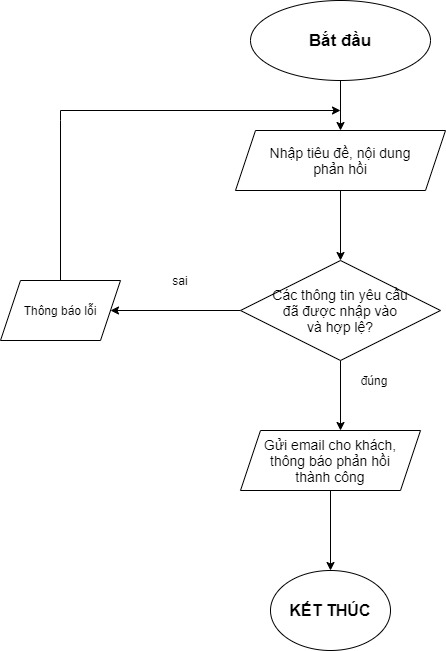 Bắt đầu
Nhập tiêu đề, nội dung
phản hồi
sai
Các thông tin yêu cầu
đã được nhập vào
và hợp lệ?
Thông báo lỗi
đúng
Gửi email cho khách,
thông báo phản hồi
thành công
KẾT THÚC